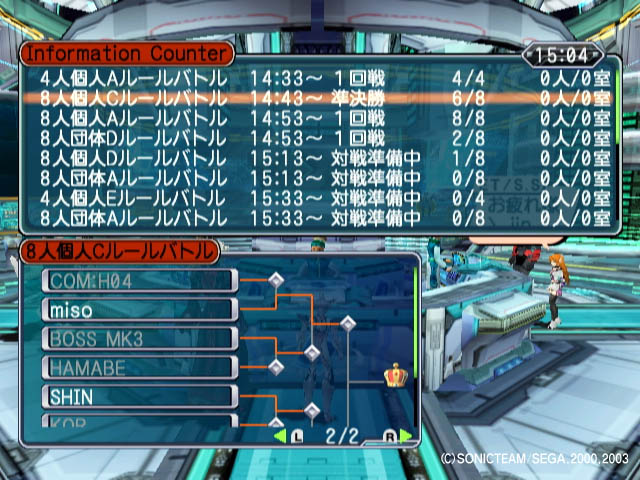 Information Counter
15:04
4人個人Aルールバトル 14:33～ 1回戦 4/4 0人/0室
8人個人Cルールバトル 14:43～ 準決勝 6/8 0人/0室
8人個人Aルールバトル 14:53～ 1回戦 8/8 0人/0室
8人団体Dルールバトル 14:53～ 1回戦 2/8 0人/0室
8人個人Dルールバトル 15:13～ 対戦準備中 1/8 0人/0室
8人団体Aルールバトル 15:13～ 対戦準備中 0/8 0人/0室
4人個人Eルールバトル 15:33～ 対戦準備中 0/4 0人/0室
8人団体Aルールバトル 15:33～ 対戦準備中 0/8 0人/0室
お疲れ
8人個人Cルールバトル
COM:H04
miso
BOSS MK3
HAMABE
SHIN
L 2/2 R
(C)SONICTEAM/SEGA.2000,2003